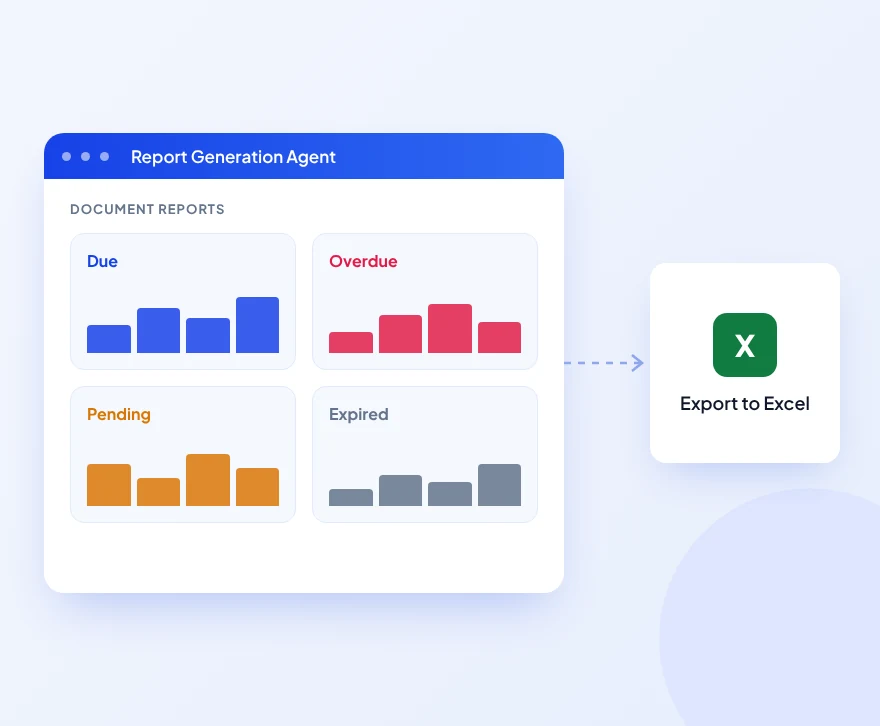 Report Generation Agent
DOCUMENT REPORTS
Due
Overdue
Pending
Expired
X
Export to Excel